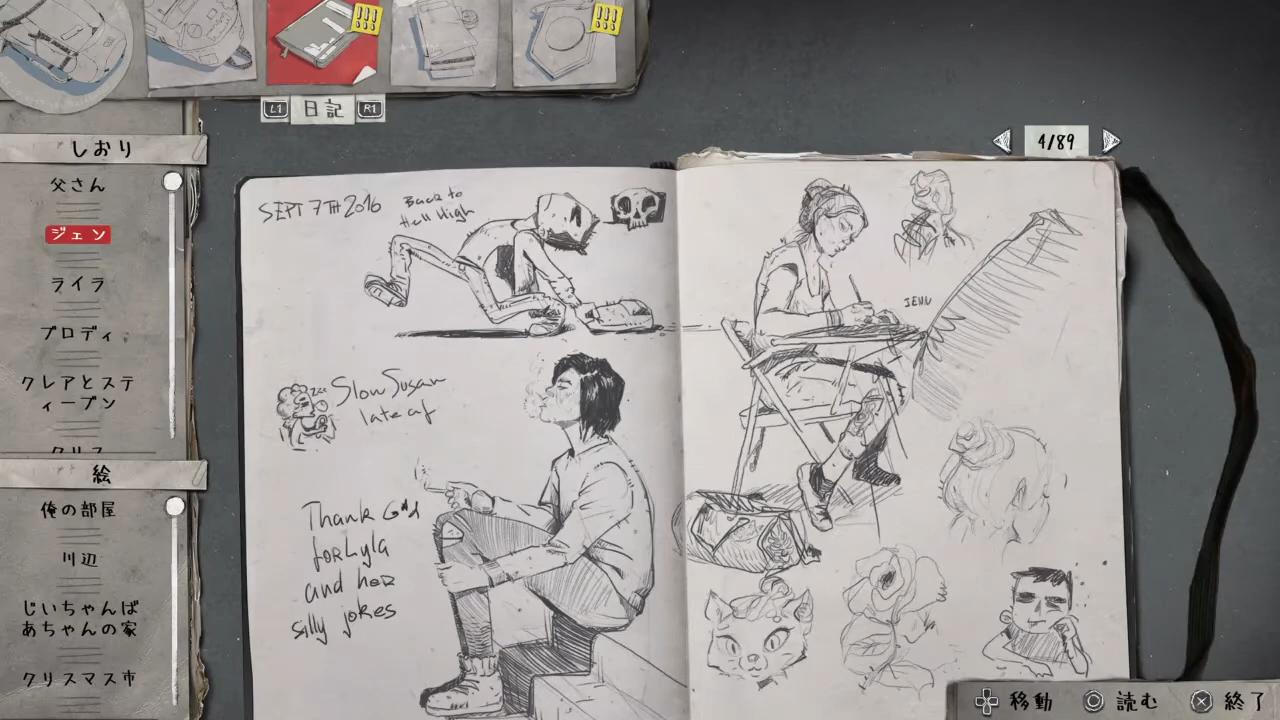 L1 日記 R1
しおり
父さん
ジェン
ライラ
ブロディ
クレアとステ
ィーブン
絵
俺の部屋
川辺
じいちゃんば
あちゃんの家
クリスマス市
4/89
SEPT 7TH 2016
Back to
Hell High
Slow Susan
late af
Thank God
for Lyla
and her
silly jokes
JENN
移動
読む
終了